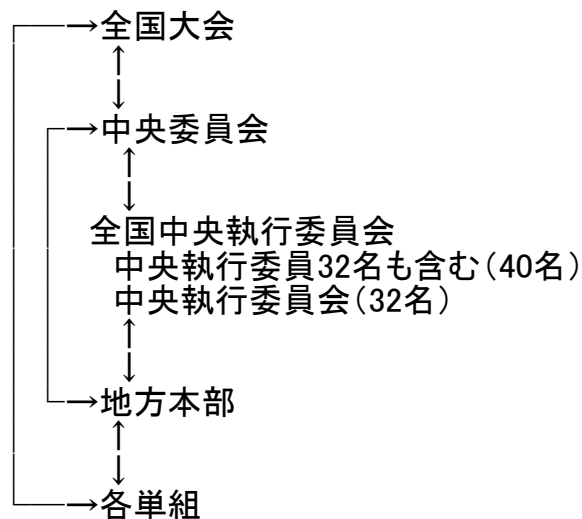 全国大会
中央委員会
全国中央執行委員会
中央執行委員32名も含む（40名）
中央執行委員会（32名）
地方本部
各単組